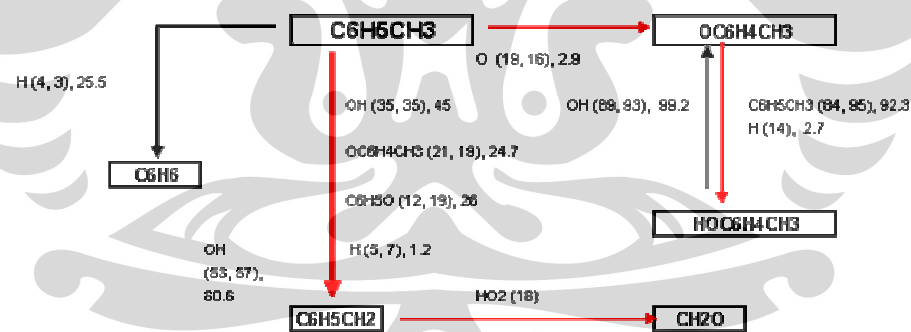 C6H5CH3
OC6H4CH3
O (19, 16), 2.9
H (4, 3), 25.5
OH (35, 35), 45
OH (89, 93), 99.2
C6H5CH3 (84, 85), 92.3
H (14), 2.7
OC6H4CH3 (21, 19), 24.7
C6H6
C6H5O (12, 19), 26
HOC6H4CH3
OH
(53, 57),
60.6
H (5, 7), 1.2
HO2 (18)
C6H5CH2
CH2O